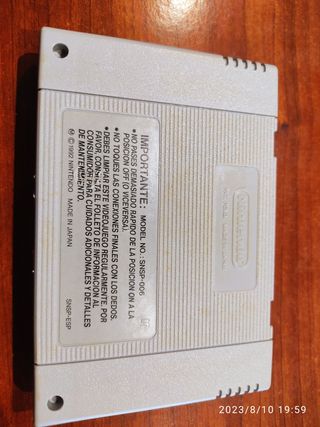 IMPORTANTE: MODEL NO.: SNSP-006
• NO PASES DEMASIADO RAPIDO DE LA POSICION ON A LA
POSICION OFF (O VICEVERSA).
• NO TOQUES LAS CONEXIONES FINALES CON LOS DEDOS.
• DEBES LIMPIAR ESTE VIDEOJUEGO REGULARMENTE. POR
FAVOR, CONSULTA EL FOLLETO DE INFORMACION AL
CONSUMIDOR PARA CUIDADOS ADICIONALES Y DETALLES
DE MANTENIMIENTO.
Ⓜ 1992 NINTENDO MADE IN JAPAN
SNSP-ESP
2023/8/10 19:59